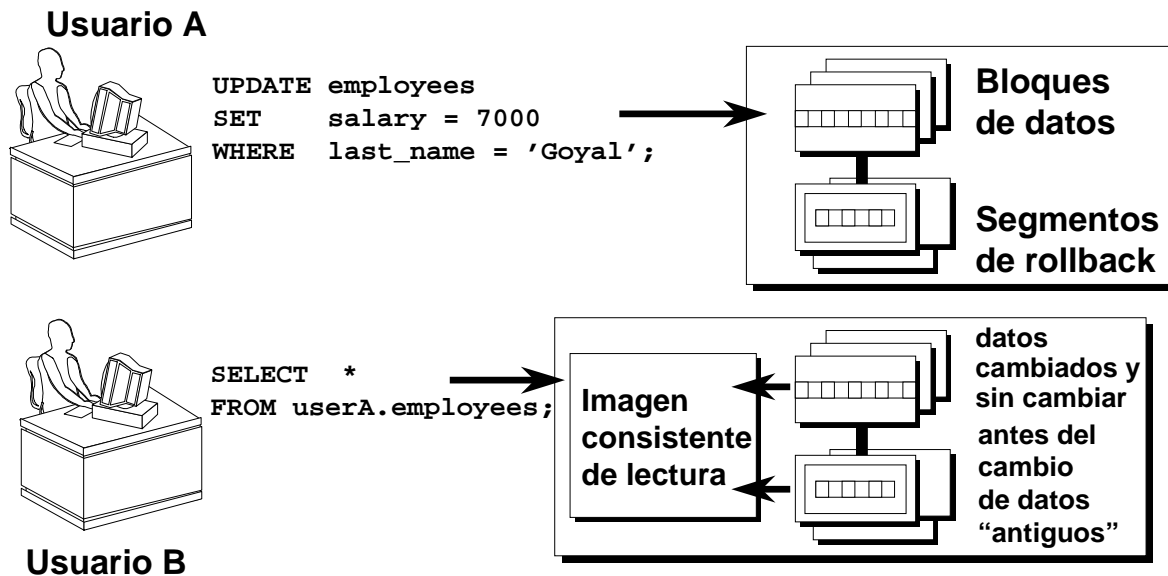 Usuario A
UPDATE employees
SET salary = 7000
WHERE last_name = ’Goyal’;
Bloques
de datos
Segmentos
de rollback
SELECT *
FROM userA.employees;
Imagen
consistente
de lectura
datos
cambiados y
sin cambiar
antes del
cambio
de datos
“antiguos”
Usuario B